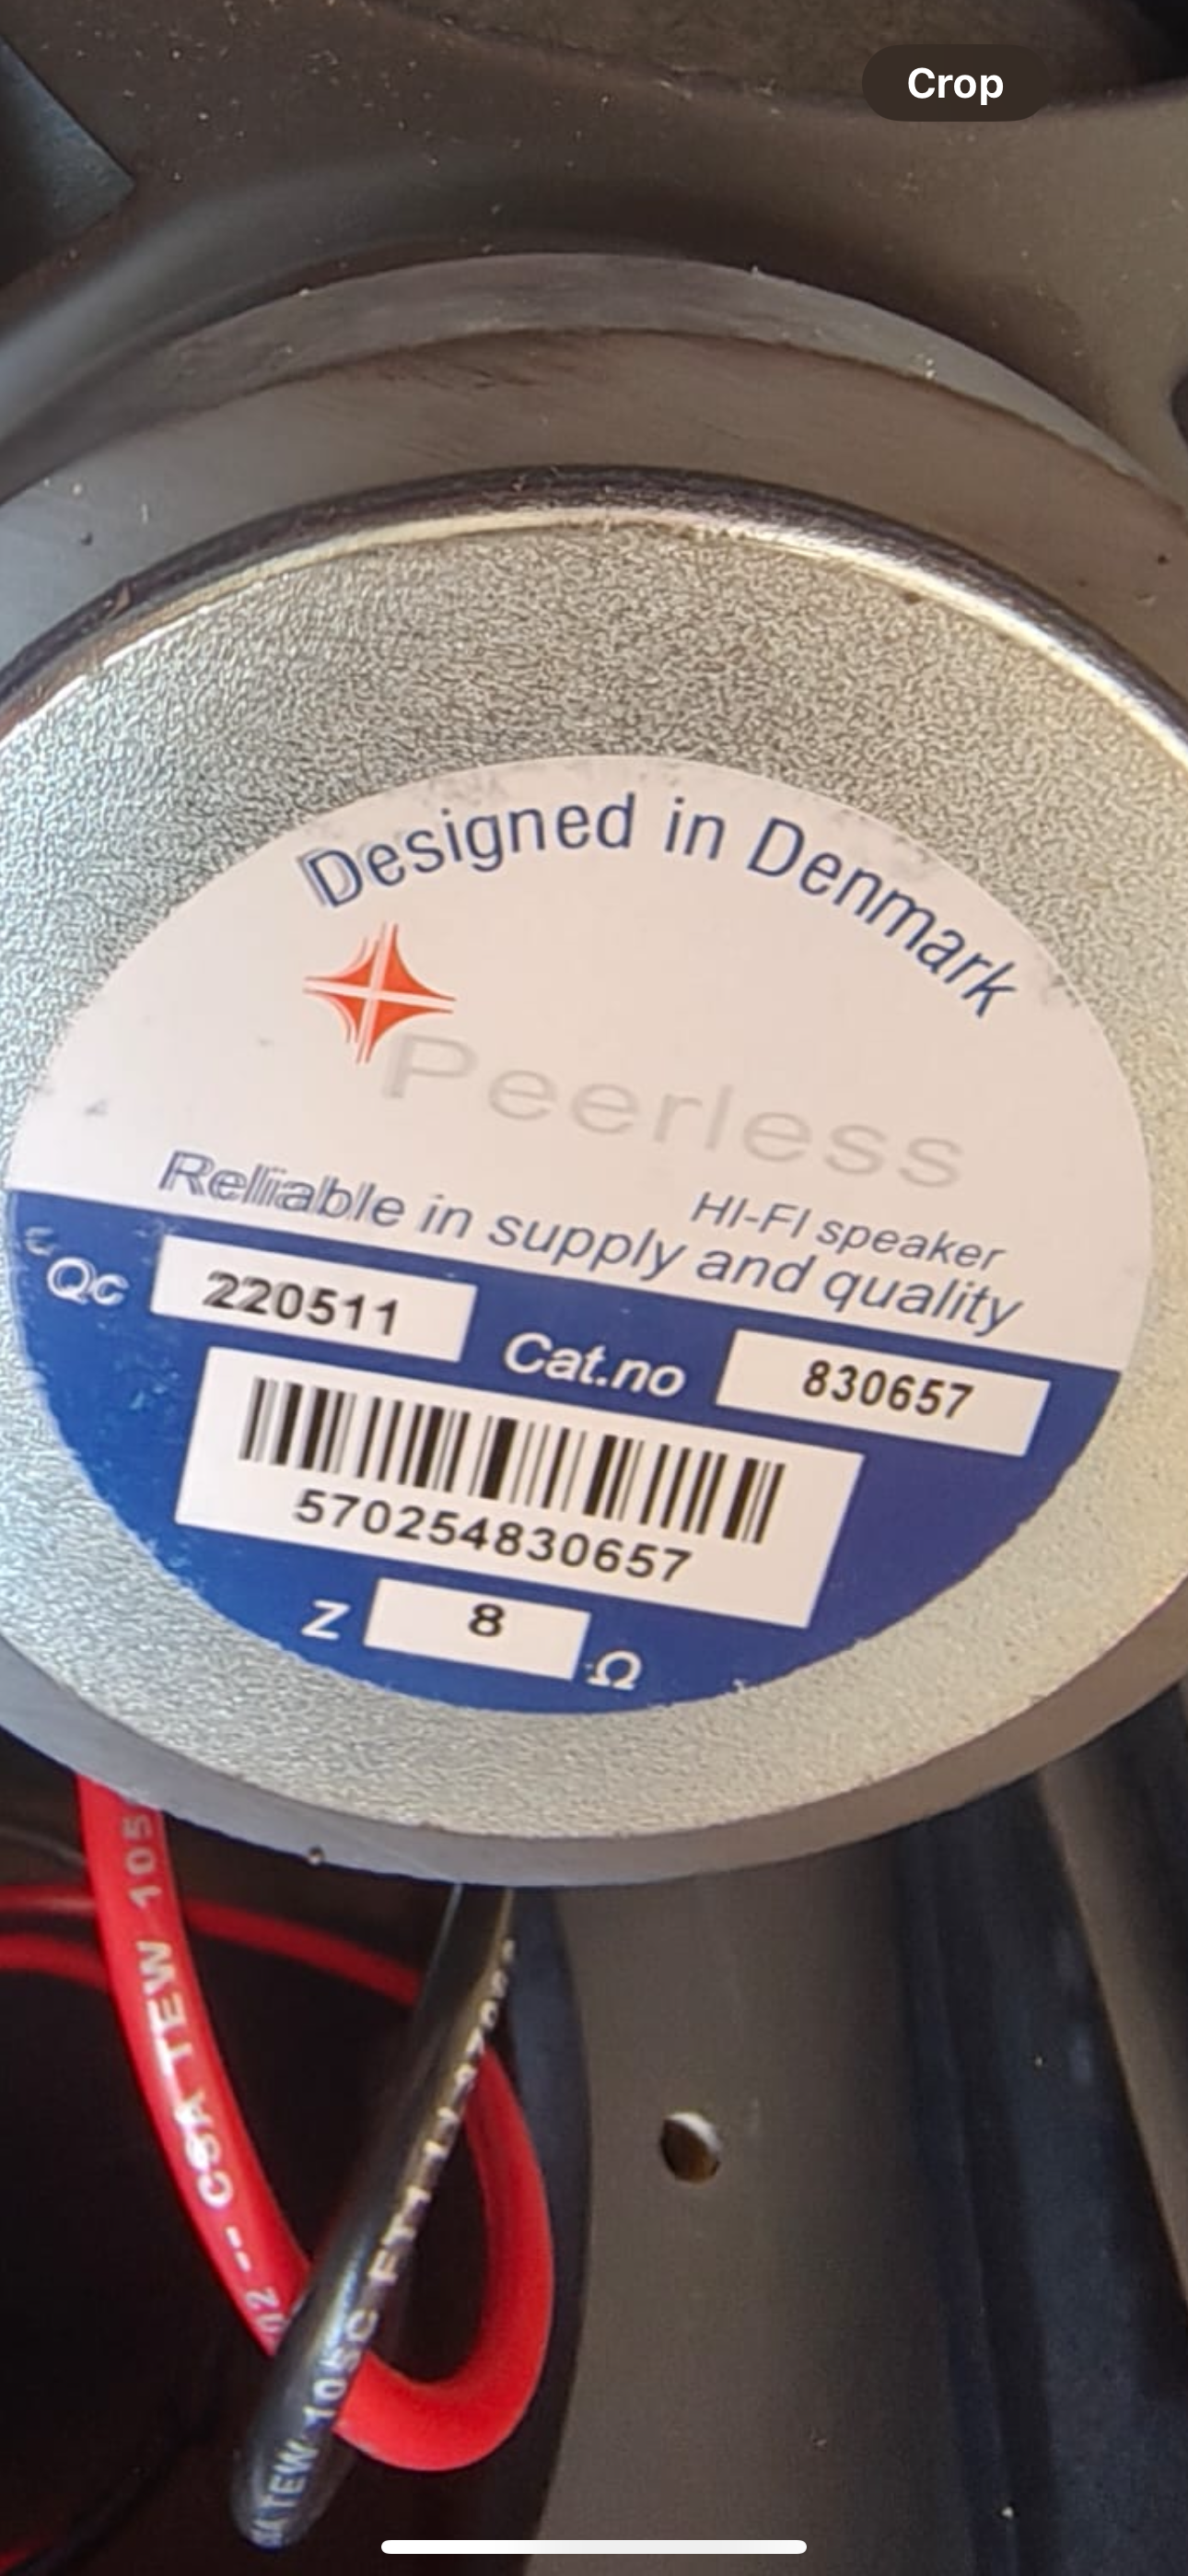 Crop
Designed in Denmark
Peerless
HI-FI speaker
Reliable in supply and quality
Qc 220511 Cat.no 830657
570254830657
Z 8 Ω
CSA TEW 105
TEW 105C FT1